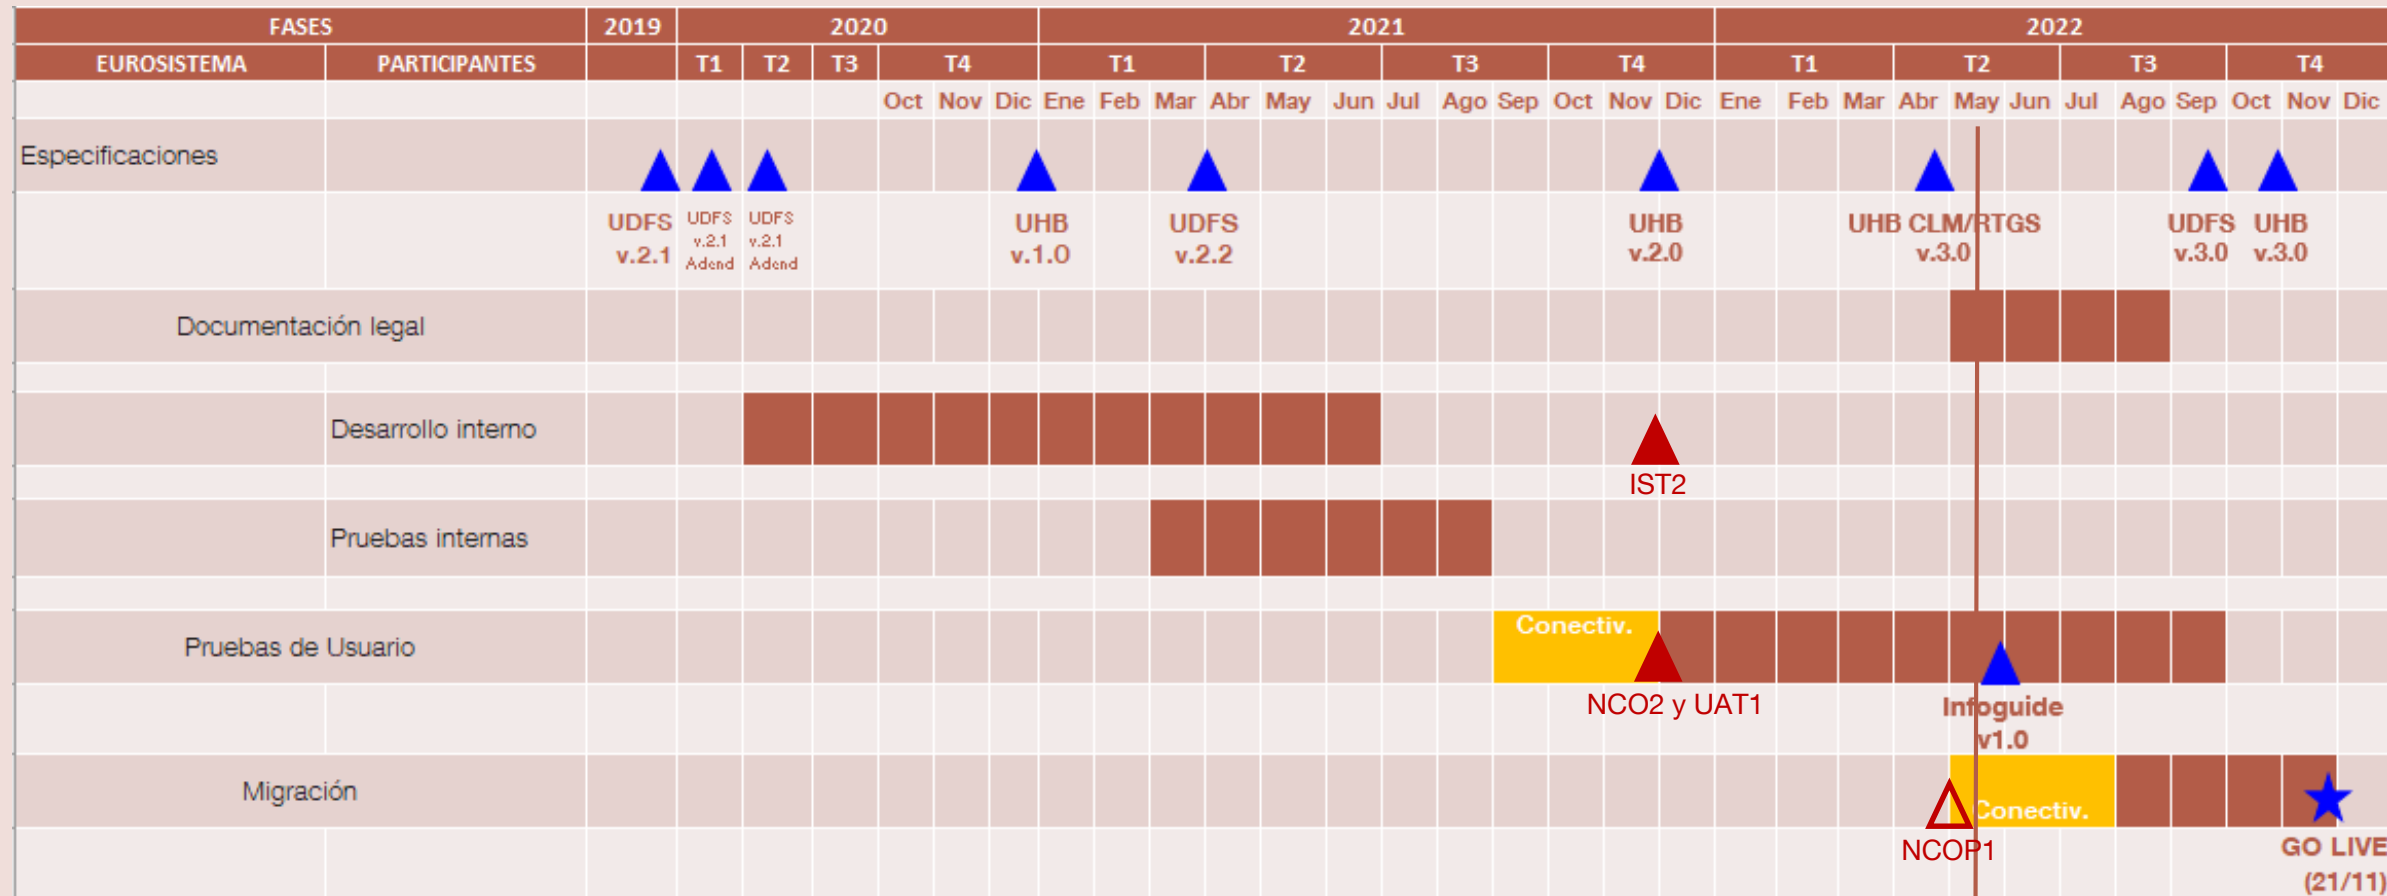 FASES 2019 2020 2021 2022
EUROSISTEMA PARTICIPANTES T1 T2 T3 T4 T1 T2 T3 T4 T1 T2 T3 T4
Oct Nov Dic Ene Feb Mar Abr May Jun Jul Ago Sep Oct Nov Dic Ene Feb Mar Abr May Jun Jul Ago Sep Oct Nov Dic
Especificaciones
UDFS UDFS UDFS UHB UDFS UHB UHB CLM/RTGS UDFS UHB
v.2.1 v.2.1 v.2.1 v.1.0 v.2.2 v.2.0 v.3.0 v.3.0 v.3.0
Adend Adend
Documentación legal
Desarrollo interno
IST2
Pruebas internas
Conectiv.
Pruebas de Usuario
NCO2 y UAT1 Infoguide
v1.0
Migración
Conectiv.
NCOP1 GO LIVE
(21/11)